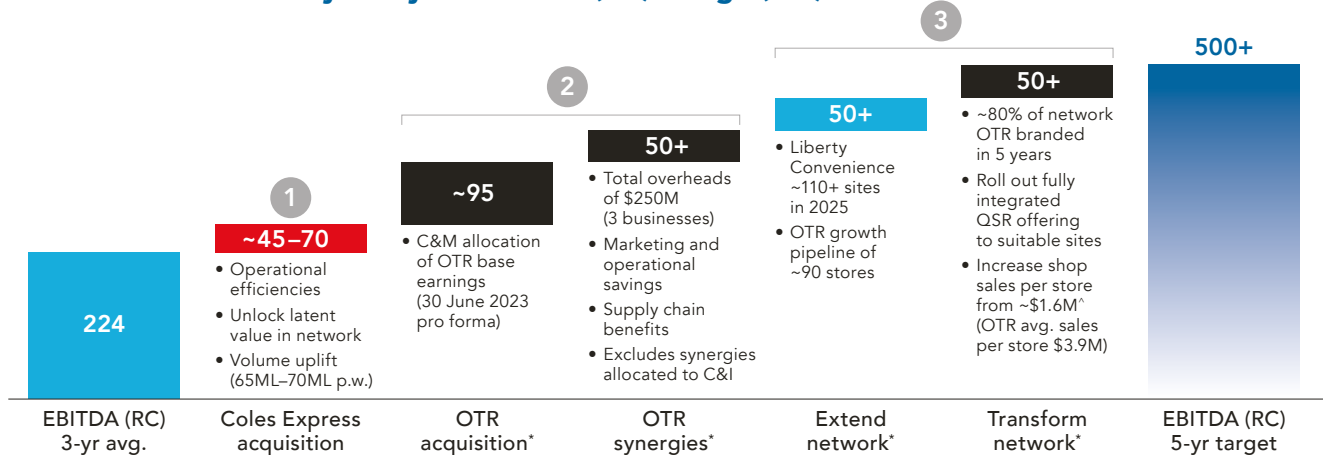 1
2
3
224
~45–70
• Operational
efficiencies
• Unlock latent
value in network
• Volume uplift
(65ML–70ML p.w.)
~95
• C&M allocation
of OTR base
earnings
(30 June 2023
pro forma)
50+
• Total overheads
of $250M
(3 businesses)
• Marketing and
operational
savings
• Supply chain
benefits
• Excludes synergies
allocated to C&I
50+
• Liberty
Convenience
~110+ sites
in 2025
• OTR growth
pipeline of
~90 stores
50+
• ~80% of network
OTR branded
in 5 years
• Roll out fully
integrated
QSR offering
to suitable sites
• Increase shop
sales per store
from ~$1.6M^
(OTR avg. sales
per store $3.9M)
500+
EBITDA (RC)
3-yr avg.
Coles Express
acquisition
OTR
acquisition*
OTR
synergies*
Extend
network*
Transform
network*
EBITDA (RC)
5-yr target